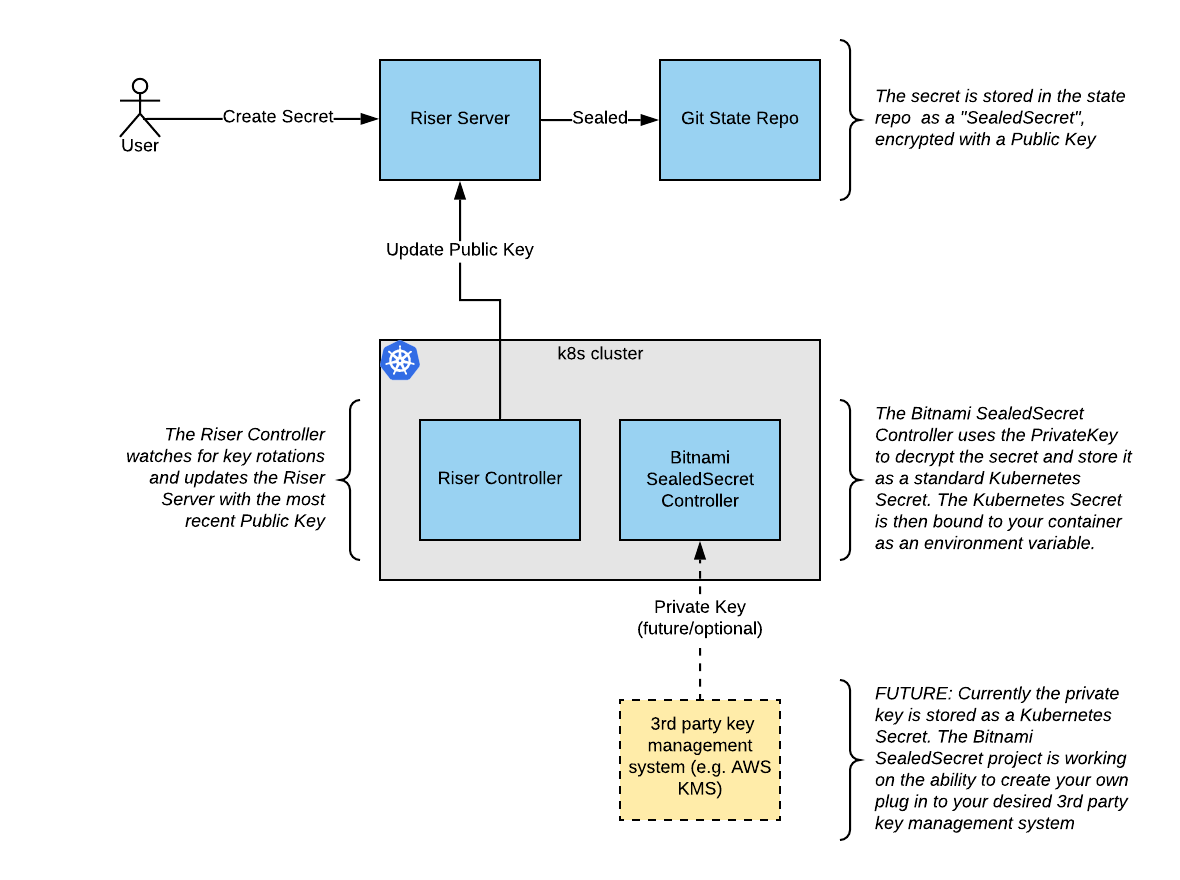 User
Create Secret
Riser Server
Sealed
Git State Repo
The secret is stored in the state
repo as a "SealedSecret",
encrypted with a Public Key
Update Public Key
k8s cluster
The Riser Controller
watches for key rotations
and updates the Riser
Server with the most
recent Public Key
Riser Controller
Bitnami
SealedSecret
Controller
The Bitnami SealedSecret
Controller uses the PrivateKey
to decrypt the secret and store it
as a standard Kubernetes
Secret. The Kubernetes Secret
is then bound to your container
as an environment variable.
Private Key
(future/optional)
3rd party key
management
system (e.g. AWS
KMS)
FUTURE: Currently the private
key is stored as a Kubernetes
Secret. The Bitnami
SealedSecret project is working
on the ability to create your own
plug in to your desired 3rd party
key management system